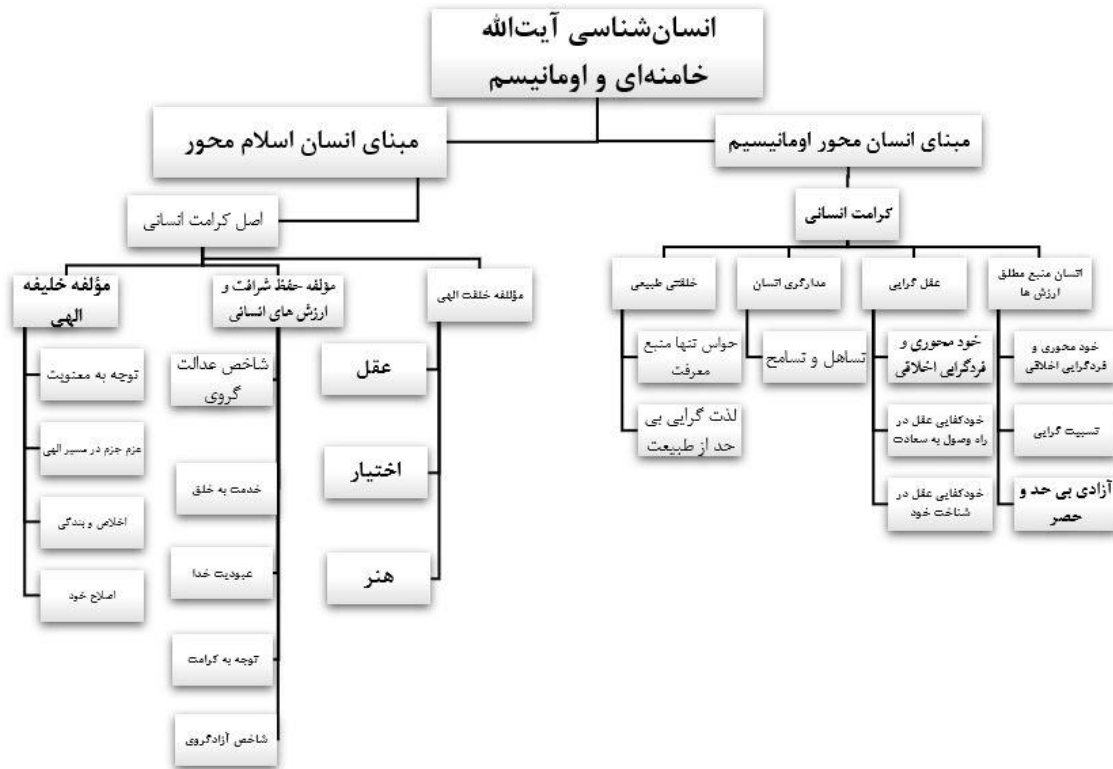 انسان‌شناسی آیت‌الله
خامنه‌ای و اومانیسم
مبنای انسان محور اومانیسیم
کرامت انسانی
اتسان منبع مطلق
ارزش ها
خود محوری و
فردگرایی اخلاقی
تسبیت گرایی
آزادی بی حد و
حصر
عقل گرایی
خود محوری و
فردگرایی اخلاقی
خودکفایی عقل در
راه وصول به سعادت
خودکفایی عقل در
شناخت خود
مدارگری اتسان
تساهل و تسامح
خلقتی طبیعی
حواس تنها منبع
معرفت
لذت گرایی بی
حد از طبیعت
مبنای انسان اسلام محور
اصل کرامت انسانی
مؤللفه خلقت الهی
عقل
اختیار
هنر
مؤلفه حفظ شرافت و
ارزش های انسانی
شاخص عدالت
گروی
خدمت به خلق
عبودیت خدا
توجه به کرامت
شاخص آزادگروی
مؤلفه خلیفه
الهی
توجه به معنویت
عزم جزم در مسیر الهی
اخلاص و بندگی
اصلاح خود